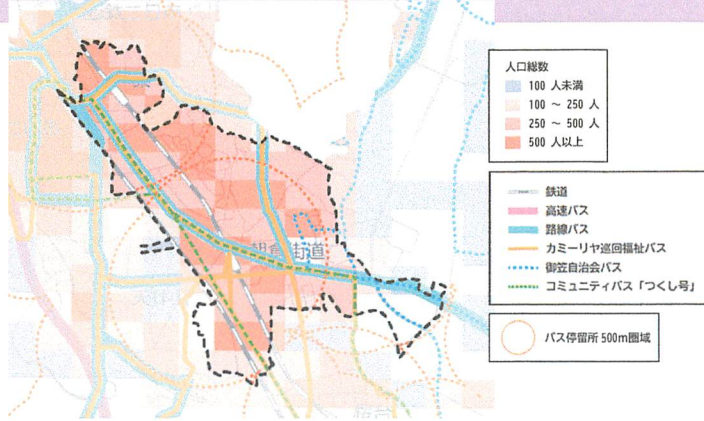 朝倉街道
人口総数
100 人未満
100 ～ 250 人
250 ～ 500 人
500 人以上
鉄道
高速バス
路線バス
カミーリヤ巡回福祉バス
御笠自治会バス
コミュニティバス「つくし号」
バス停留所 500m圏域